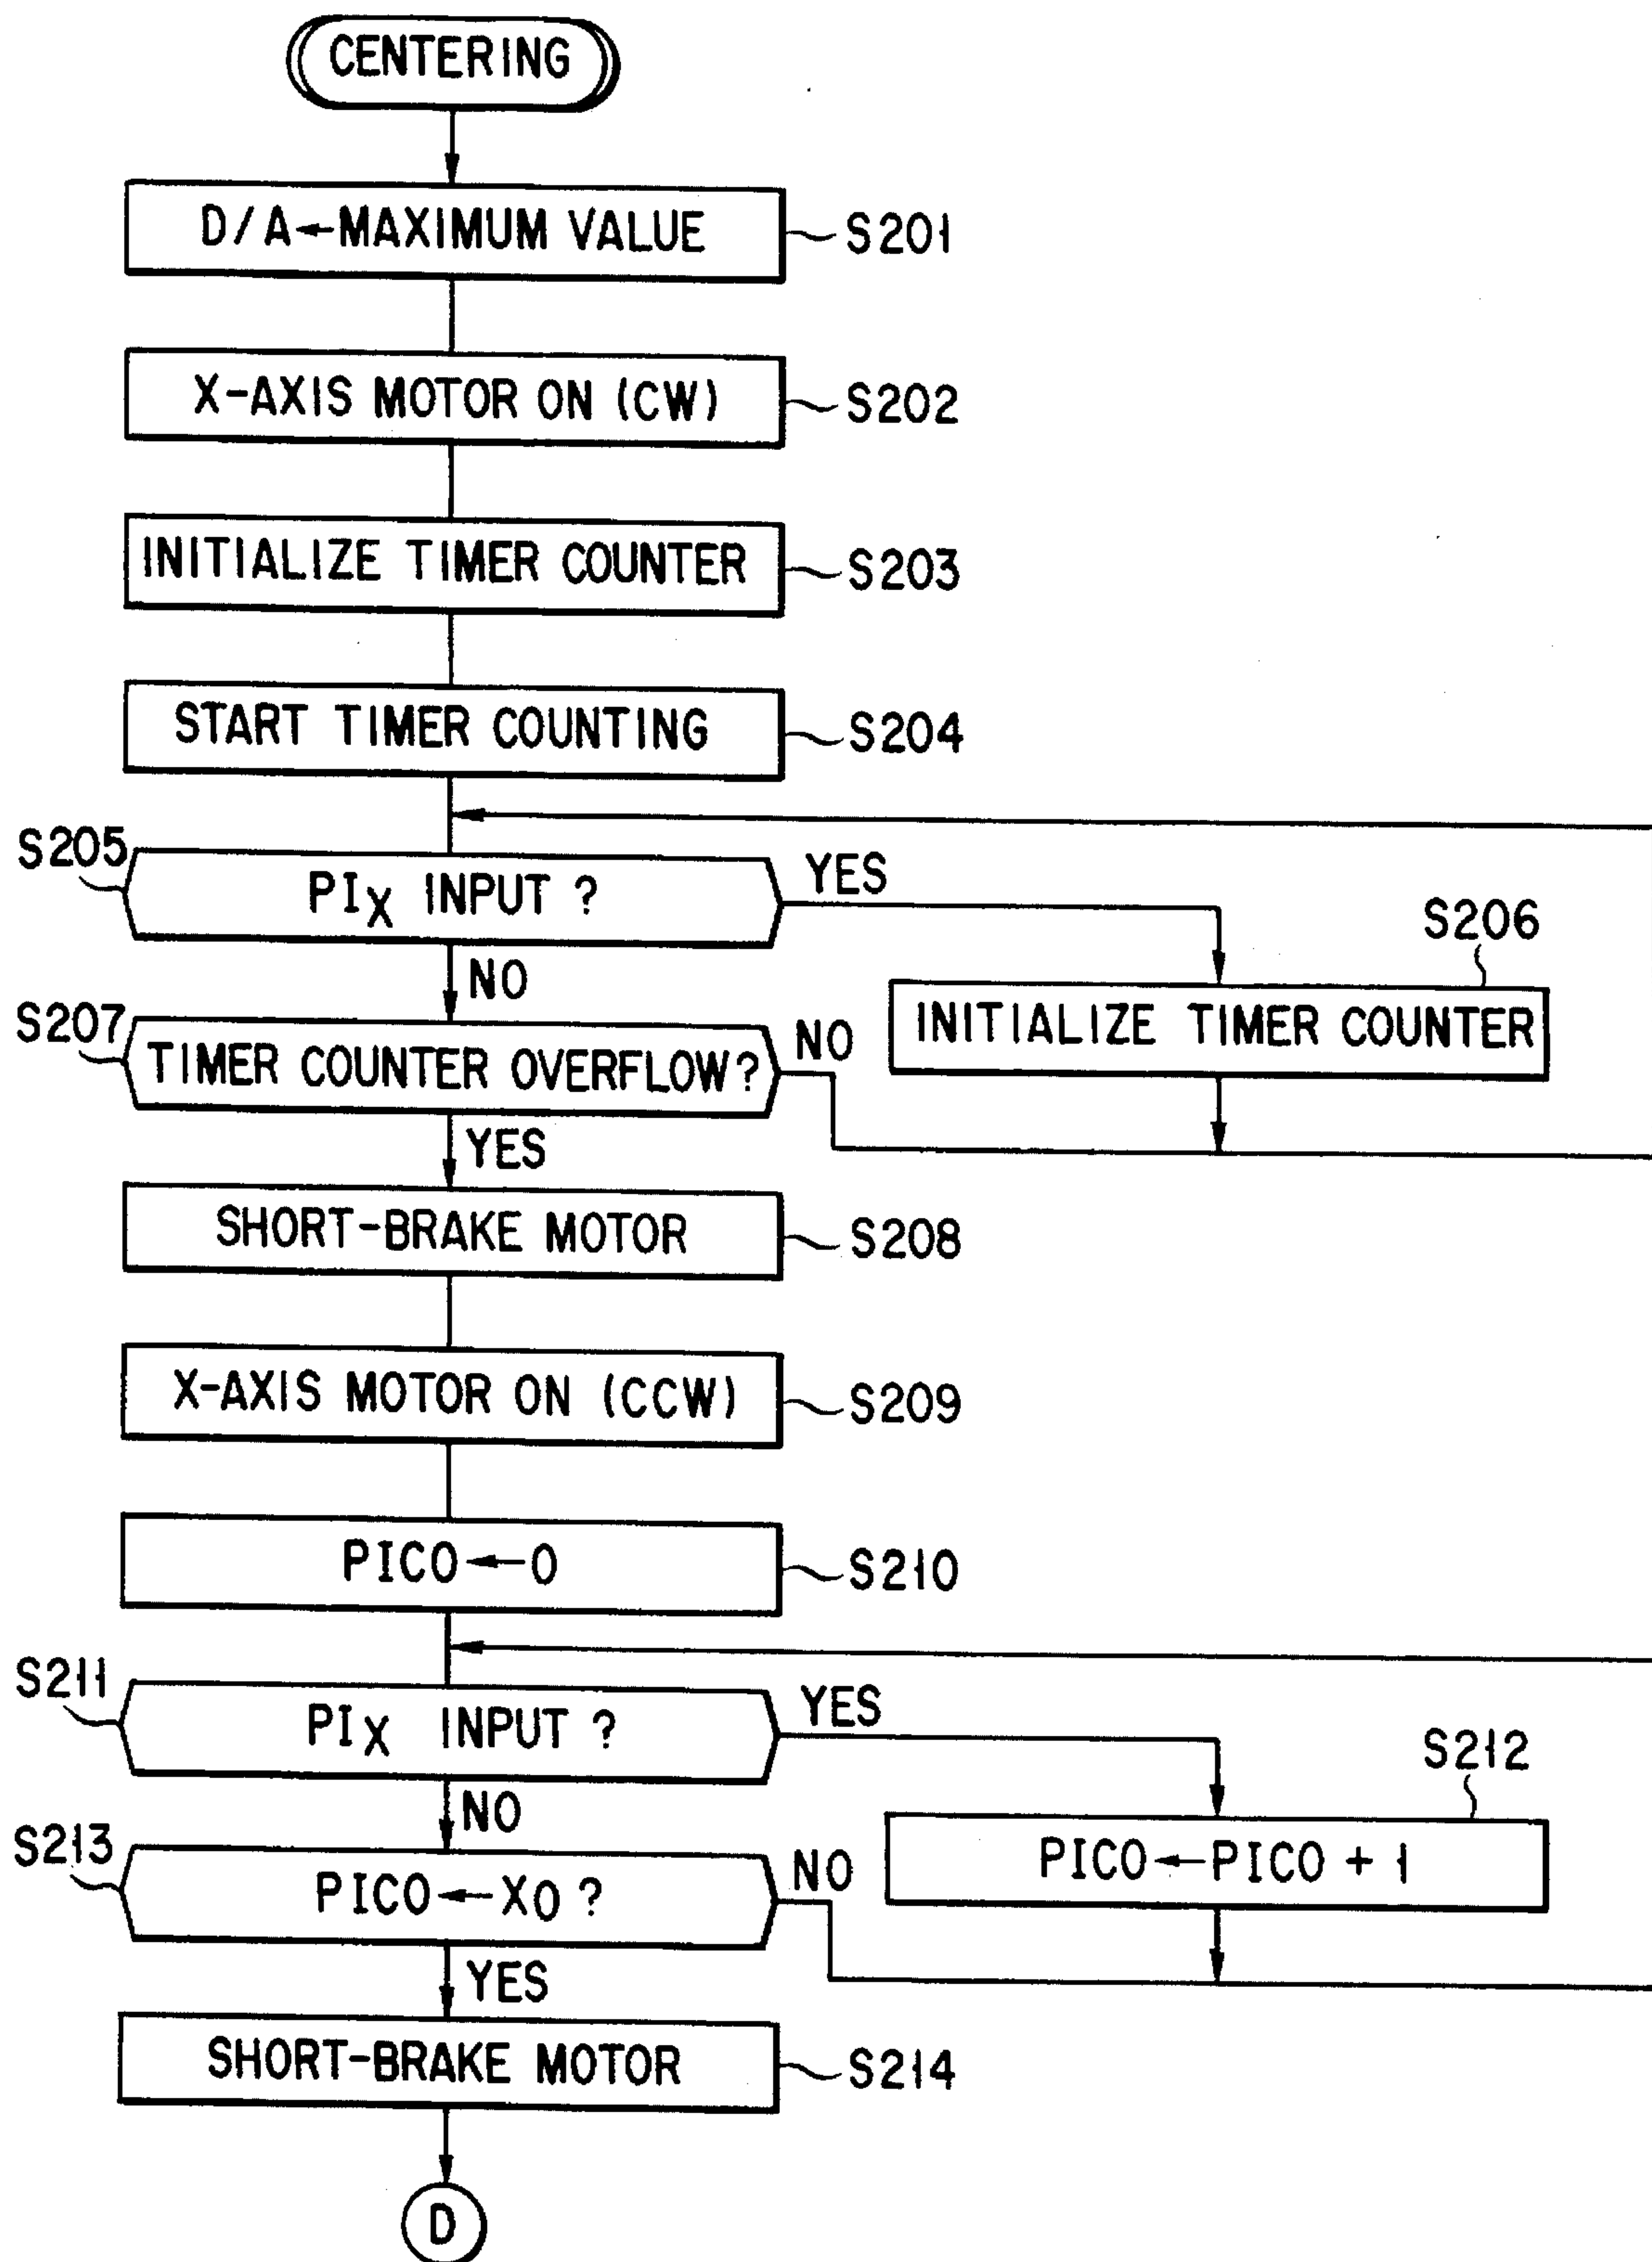 CENTERING
D/A←MAXIMUM VALUE
S201
X-AXIS MOTOR ON (CW)
S202
INITIALIZE TIMER COUNTER
S203
START TIMER COUNTING
S204
S205
PIX INPUT ?
YES
NO
S206
INITIALIZE TIMER COUNTER
S207
TIMER COUNTER OVERFLOW?
NO
YES
SHORT-BRAKE MOTOR
S208
X-AXIS MOTOR ON (CCW)
S209
PICO←0
S210
S211
PIX INPUT ?
YES
NO
S212
PICO←PICO + 1
S213
PICO←X0 ?
NO
YES
SHORT-BRAKE MOTOR
S214
D